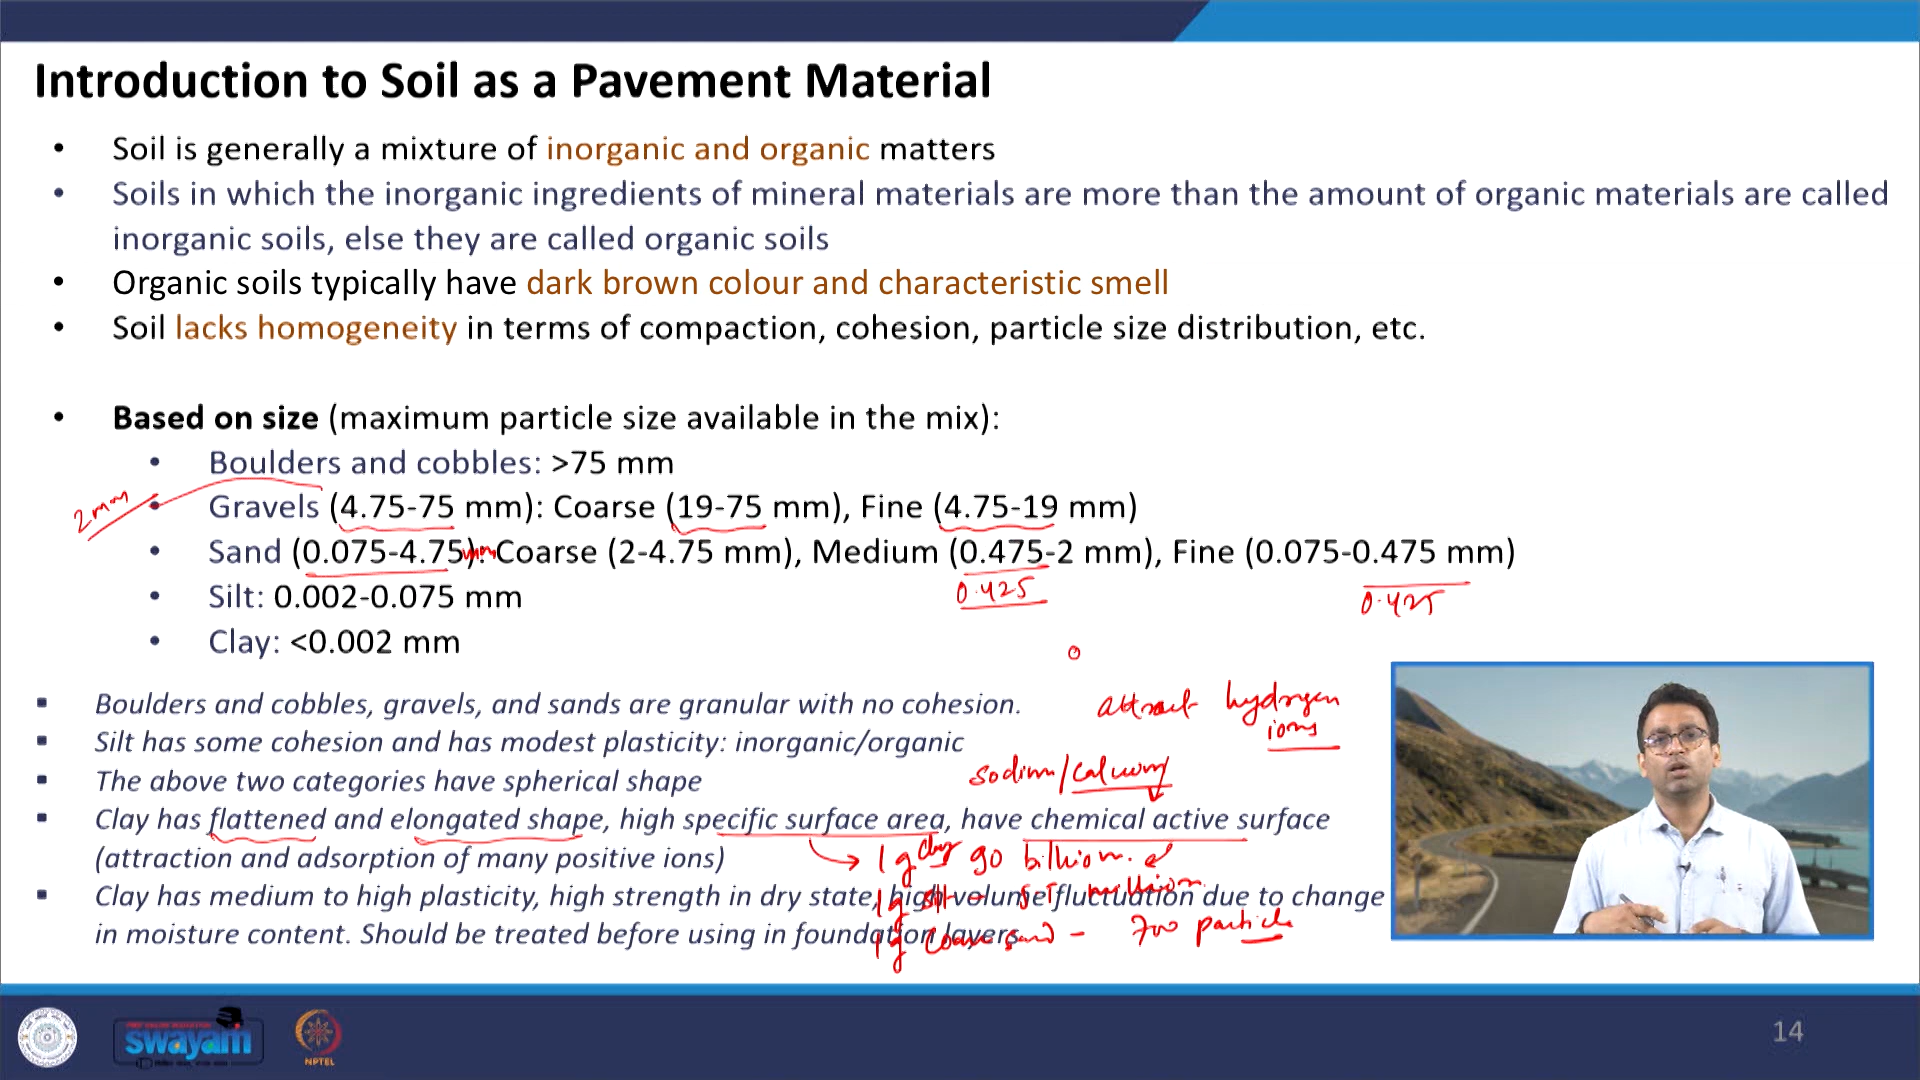 Introduction to Soil as a Pavement Material
• Soil is generally a mixture of inorganic and organic matters
• Soils in which the inorganic ingredients of mineral materials are more than the amount of organic materials are called
inorganic soils, else they are called organic soils
• Organic soils typically have dark brown colour and characteristic smell
• Soil lacks homogeneity in terms of compaction, cohesion, particle size distribution, etc.
• Based on size (maximum particle size available in the mix):
• Boulders and cobbles: >75 mm
2mm
• Gravels (4.75-75 mm): Coarse (19-75 mm), Fine (4.75-19 mm)
• Sand (0.075-4.75mm): Coarse (2-4.75 mm), Medium (0.475-2 mm), Fine (0.075-0.475 mm)
0.425 0.425
• Silt: 0.002-0.075 mm
• Clay: <0.002 mm
▪ Boulders and cobbles, gravels, and sands are granular with no cohesion.
attract hydrogen
ions
▪ Silt has some cohesion and has modest plasticity: inorganic/organic
sodium/calcium
▪ The above two categories have spherical shape
▪ Clay has flattened and elongated shape, high specific surface area, have chemical active surface
(attraction and adsorption of many positive ions)
1g clay 90 billion.
▪ Clay has medium to high plasticity, high strength in dry state, high volume fluctuation due to change
1g silt - million
in moisture content. Should be treated before using in foundation layers.
1g coarse sand - 700 particle
swayam
NPTEL
14